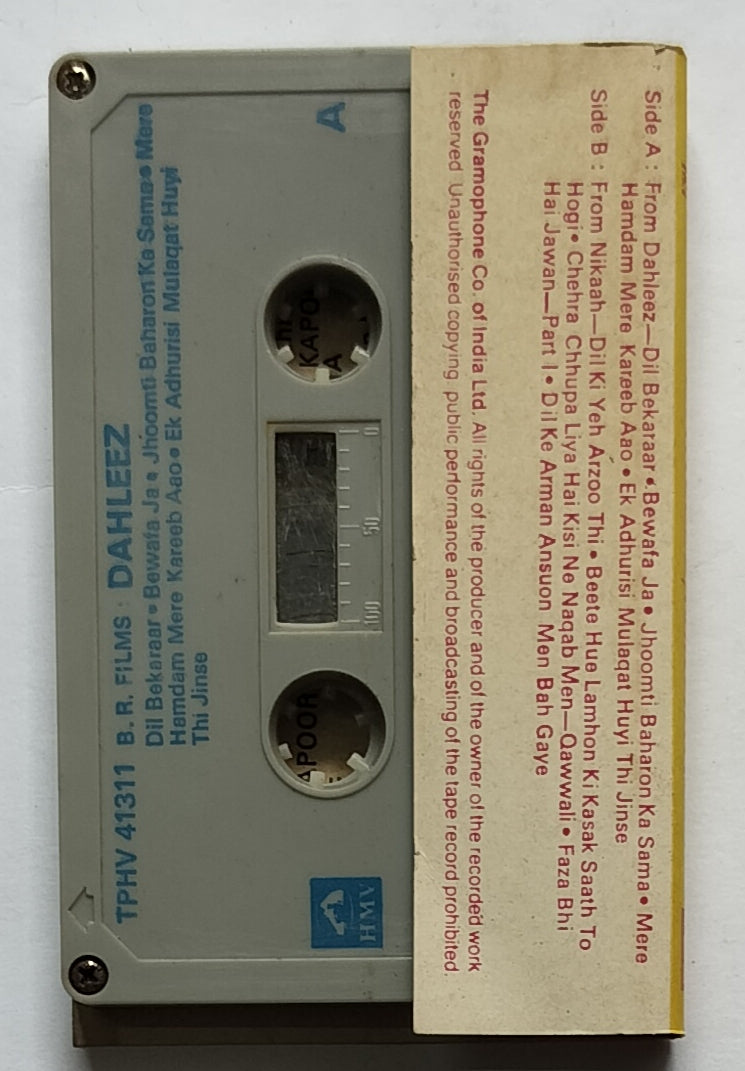 TPHV 41311 B. R. FILMS : DAHLEEZ
Dil Bekaraar • Bewafa Ja • Jhoomti Baharon Ka Sama • Mere
Hamdam Mere Kareeb Aao • Ek Adhurisi Mulaqat Huyi
Thi Jinse
A
KAPO
A
APOOR
0 50 100
HMV
Side A : From Dahleez—Dil Bekaraar • Bewafa Ja • Jhoomti Baharon Ka Sama • Mere
Hamdam Mere Kareeb Aao • Ek Adhurisi Mulaqat Huyi Thi Jinse
Side B : From Nikaah—Dil Ki Yeh Arzoo Thi • Beete Hue Lamhon Ki Kasak Saath To
Hogi • Chehra Chhupa Liya Hai Kisi Ne Naqab Men—Qawwali • Faza Bhi
Hai Jawan—Part I • Dil Ke Arman Ansuon Men Bah Gaye
The Gramophone Co. of India Ltd. All rights of the producer and of the owner of the recorded work
reserved Unauthorised copying public performance and broadcasting of the tape record prohibited